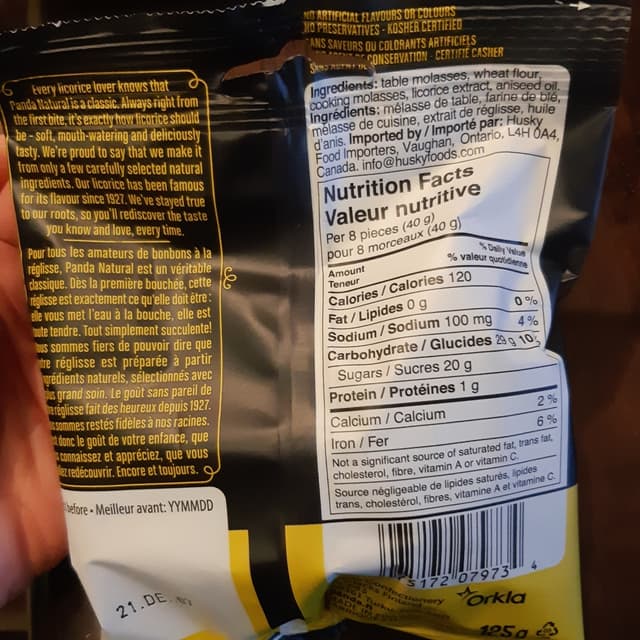 NO ARTIFICIAL FLAVOURS OR COLOURS
NO PRESERVATIVES - KOSHER CERTIFIED
SANS SAVEURS OU COLORANTS ARTIFICIELS
CONSERVATION - CERTIFIÉ CASHER
Every licorice lover knows that
Panda Natural is a classic. Always right from
the first bite, it's exactly how licorice should
be - soft, mouth-watering and deliciously
tasty. We're proud to say that we make it
from only a few carefully selected natural
ingredients. Our licorice has been famous
for its flavour since 1927. We've stayed true
to our roots, so you'll rediscover the taste
you know and love, every time.
Pour tous les amateurs de bonbons à la
réglisse, Panda Natural est un véritable
classique. Dès la première bouchée, cette
réglisse est exactement ce qu'elle doit être :
elle vous met l'eau à la bouche, elle est
toute tendre. Tout simplement succulente!
sommes fiers de pouvoir dire que
réglisse est préparée à partir
ingrédients naturels, sélectionnés avec
grand soin. Le goût sans pareil de
réglisse fait des heureux depuis 1927.
sommes restés fidèles à nos racines.
donc le goût de votre enfance, que
connaissez et appréciez, que vous
redécouvrir. Encore et toujours.
before • Meilleur avant: YYMMDD
21.DE
Ingredients: table molasses, wheat flour,
cooking molasses, licorice extract, aniseed oil.
Ingrédients: mélasse de table, farine de blé,
mélasse de cuisine, extrait de réglisse, huile
d'anis. Imported by / Importé par: Husky
Food Importers, Vaughan, Ontario, L4H 0A4,
Canada. info@huskyfoods.com
Nutrition Facts
Valeur nutritive
Per 8 pieces (40 g)
pour 8 morceaux (40 g)
Amount % Daily Value
Teneur % valeur quotidienne
Calories / Calories 120
Fat / Lipides 0 g 0 %
Sodium / Sodium 100 mg 4 %
Carbohydrate / Glucides 29 g 10%
Sugars / Sucres 20 g
Protein / Protéines 1 g
Calcium / Calcium 2 %
Iron / Fer 6 %
Not a significant source of saturated fat, trans fat,
cholesterol, fibre, vitamin A or vitamin C.
Source négligeable de lipides saturés, lipides
trans, cholestérol, fibres, vitamine A et vitamine C.
5172 07973 4
Orkla
125 g